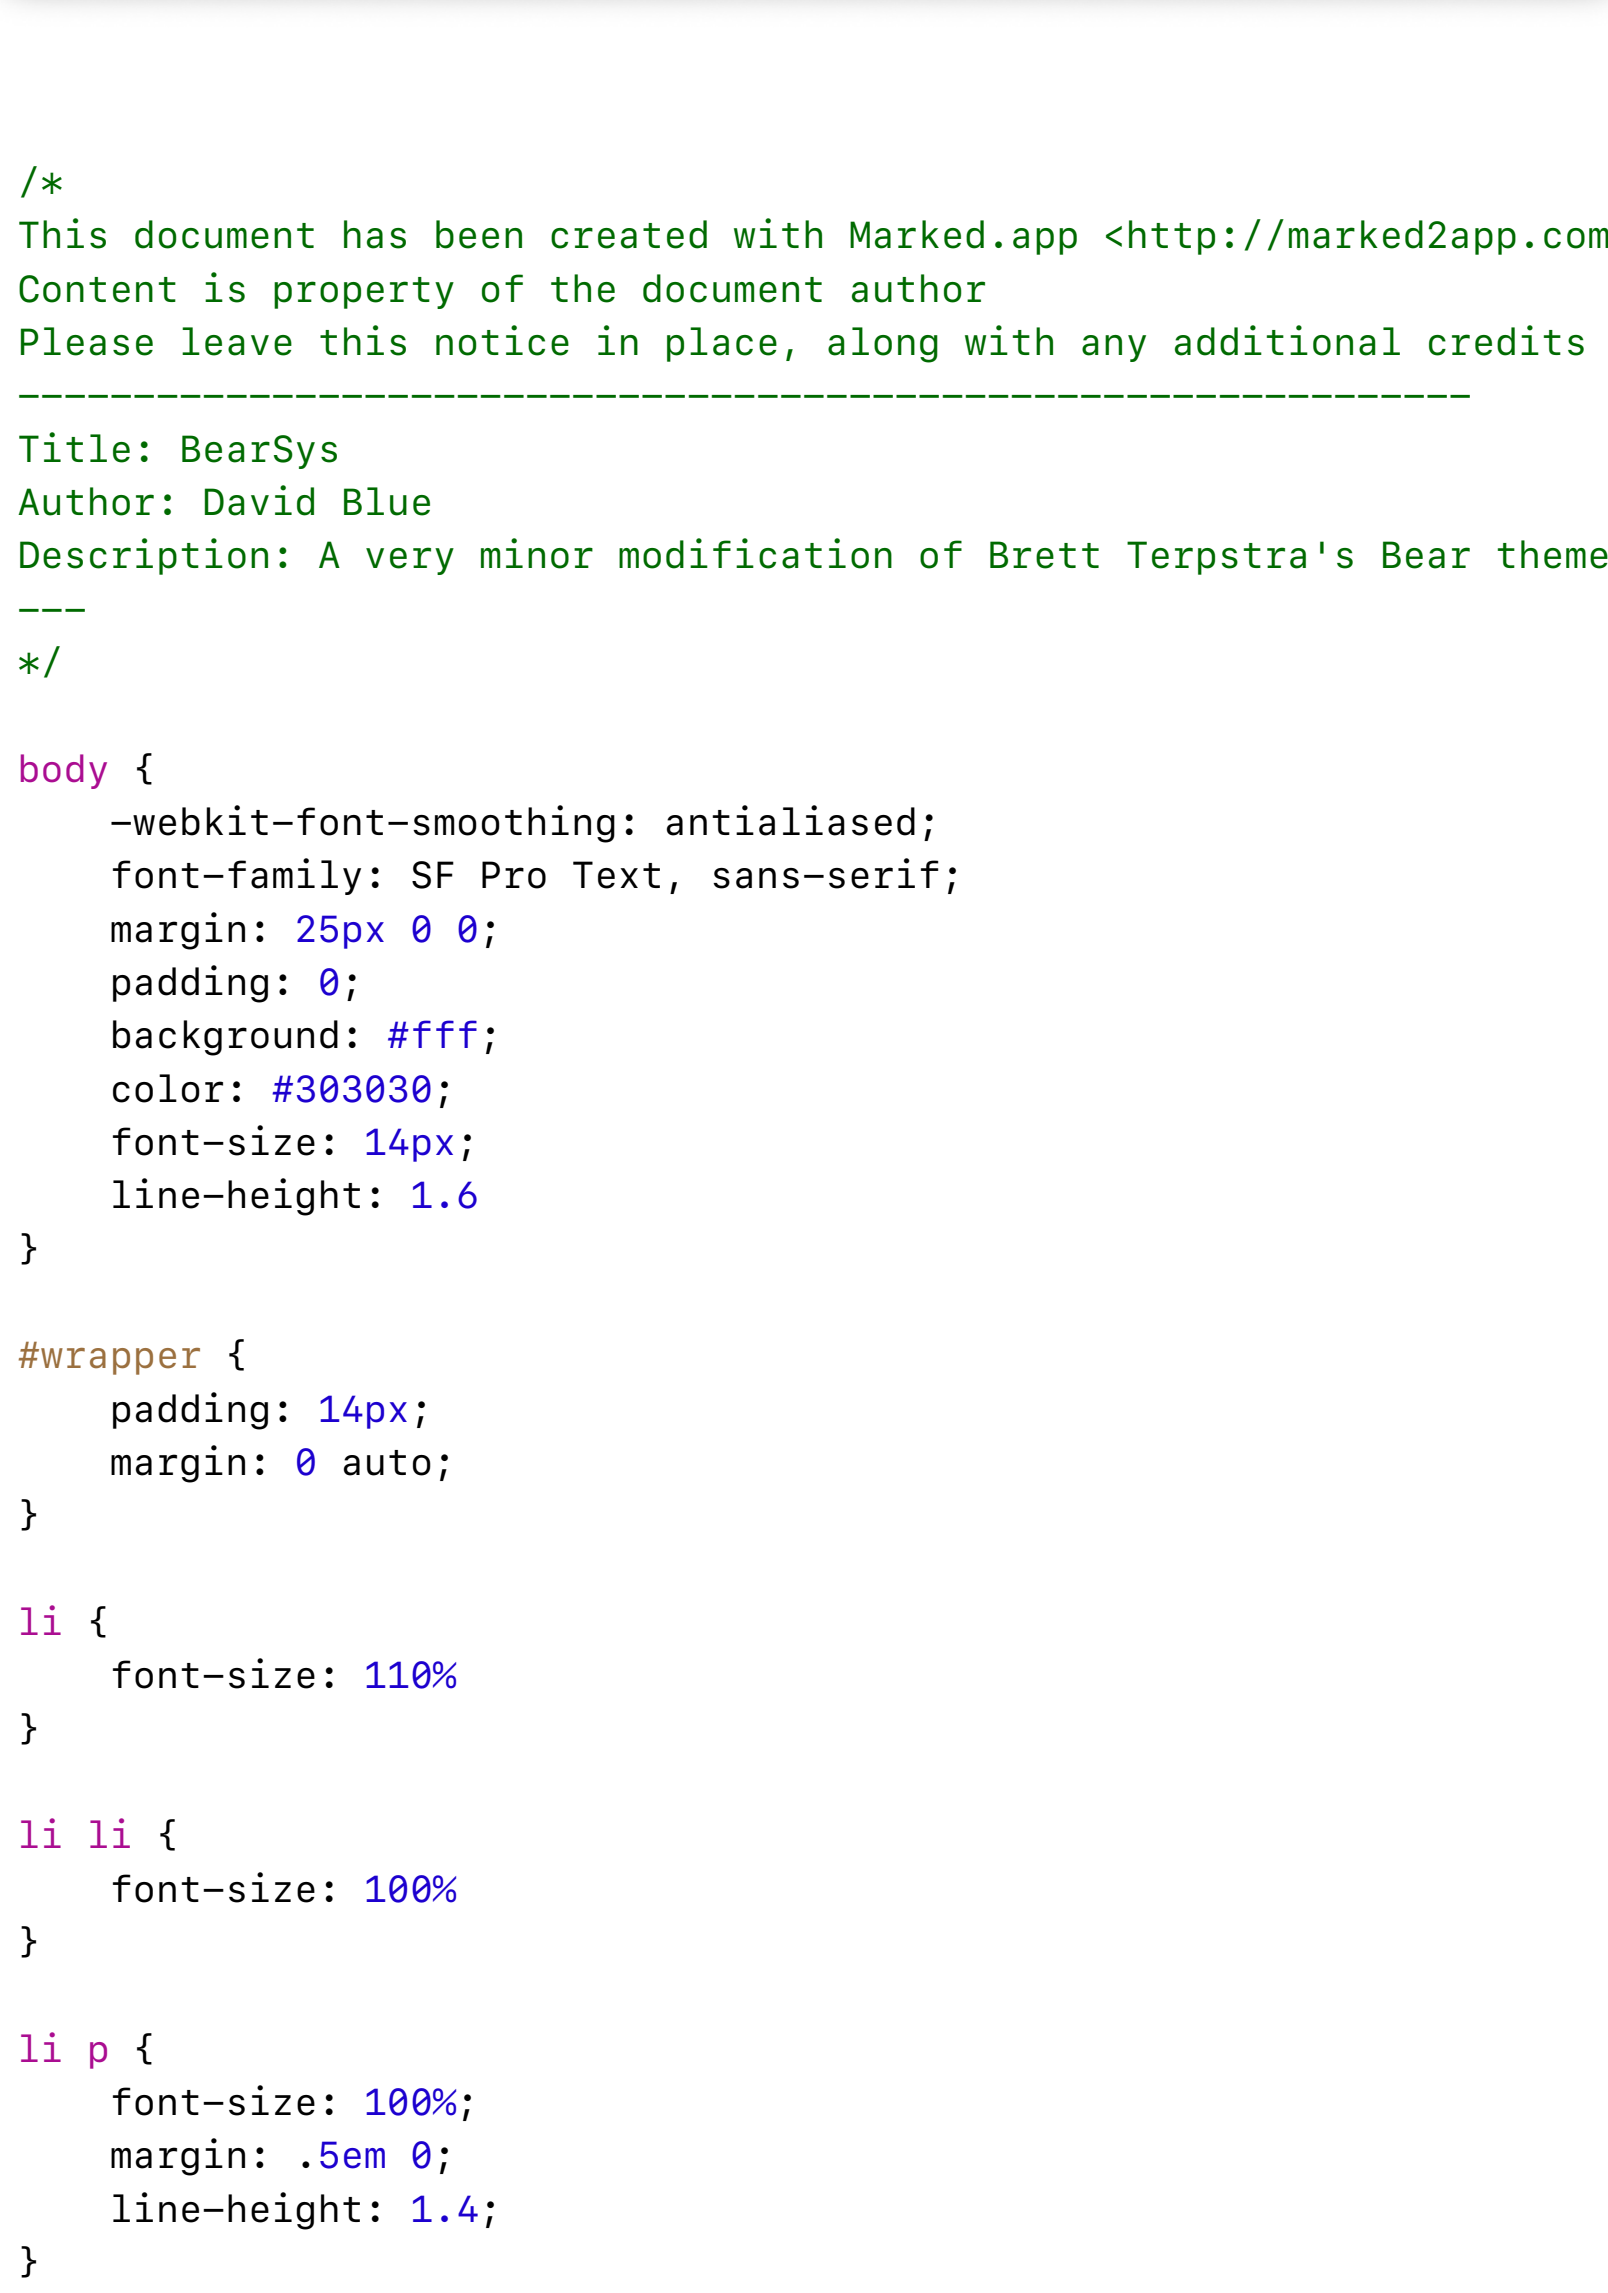 /*
This document has been created with Marked.app <http://marked2app.com
Content is property of the document author
Please leave this notice in place, along with any additional credits
---------------------------------------------------------------
Title: BearSys
Author: David Blue
Description: A very minor modification of Brett Terpstra's Bear theme
---
*/
body {
    -webkit-font-smoothing: antialiased;
    font-family: SF Pro Text, sans-serif;
    margin: 25px 0 0;
    padding: 0;
    background: #fff;
    color: #303030;
    font-size: 14px;
    line-height: 1.6
}
#wrapper {
    padding: 14px;
    margin: 0 auto;
}
li {
    font-size: 110%
}
li li {
    font-size: 100%
}
li p {
    font-size: 100%;
    margin: .5em 0;
    line-height: 1.4;
}